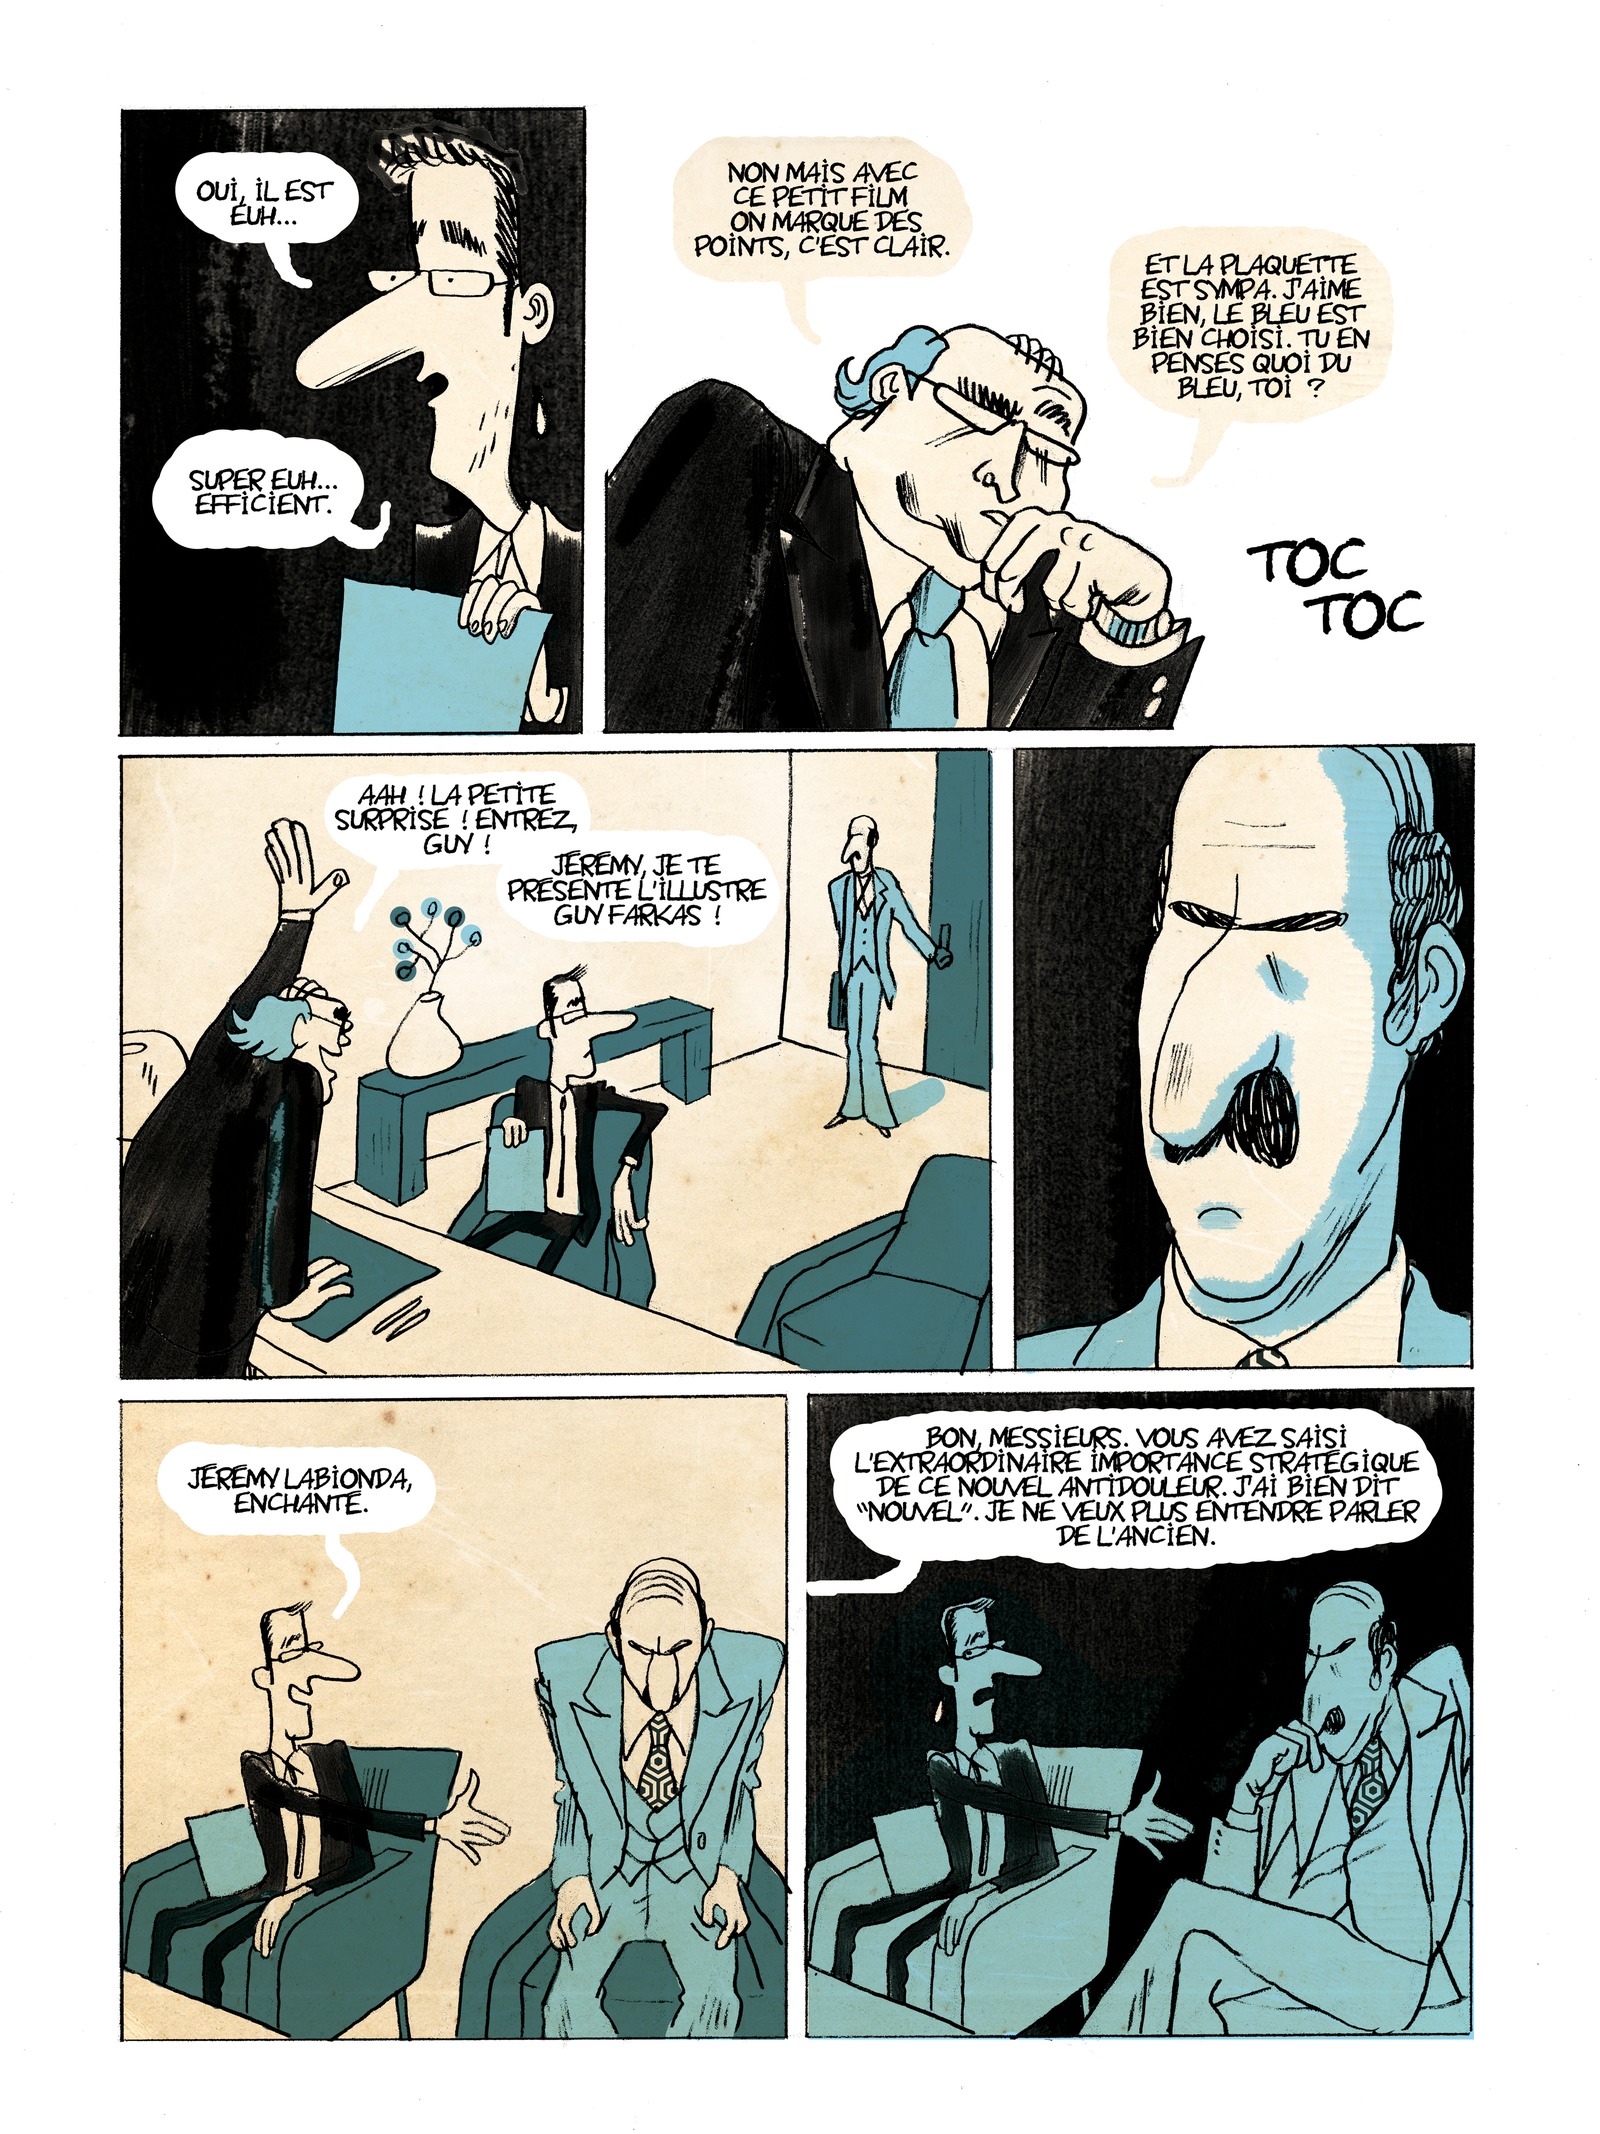 OUI, IL EST
EUH...
SUPER EUH...
EFFICIENT.
NON MAIS AVEC
CE PETIT FILM
ON MARQUE DES
POINTS, C'EST CLAIR.
ET LA PLAQUETTE
EST SYMPA. J'AIME
BIEN, LE BLEU EST
BIEN CHOISI. TU EN
PENSES QUOI DU
BLEU, TOI ?
TOC
TOC
AAH ! LA PETITE
SURPRISE ! ENTREZ,
GUY !
JÉRÉMY, JE TE
PRÉSENTE L'ILLUSTRE
GUY FARKAS !
JÉRÉMY LABIONDA,
ENCHANTÉ.
BON, MESSIEURS. VOUS AVEZ SAISI
L'EXTRAORDINAIRE IMPORTANCE STRATÉGIQUE
DE CE NOUVEL ANTIDOULEUR. J'AI BIEN DIT
“NOUVEL”. JE NE VEUX PLUS ENTENDRE PARLER
DE L'ANCIEN.